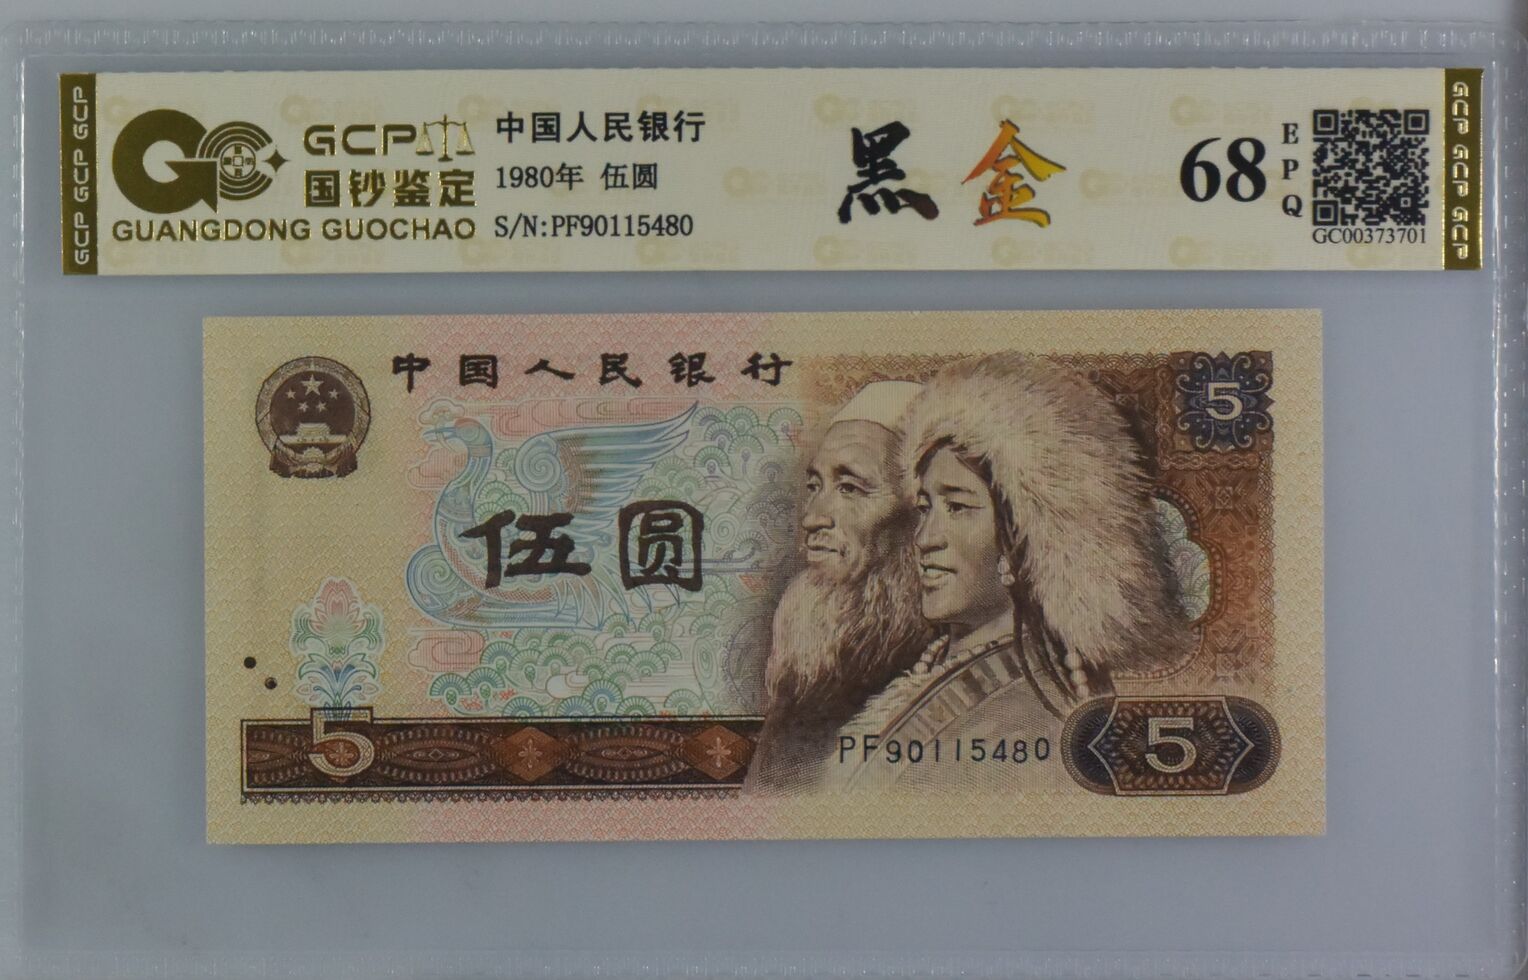 GCP GCP GCP
GCP
国钞鉴定
GUANGDONG GUOCHAO
中国人民银行
1980年 伍圆
S/N:PF90115480
黑金
68
EPQ
GC00373701
GCP GCP GCP
中国人民银行
5
伍圆
5
PF90115480
5